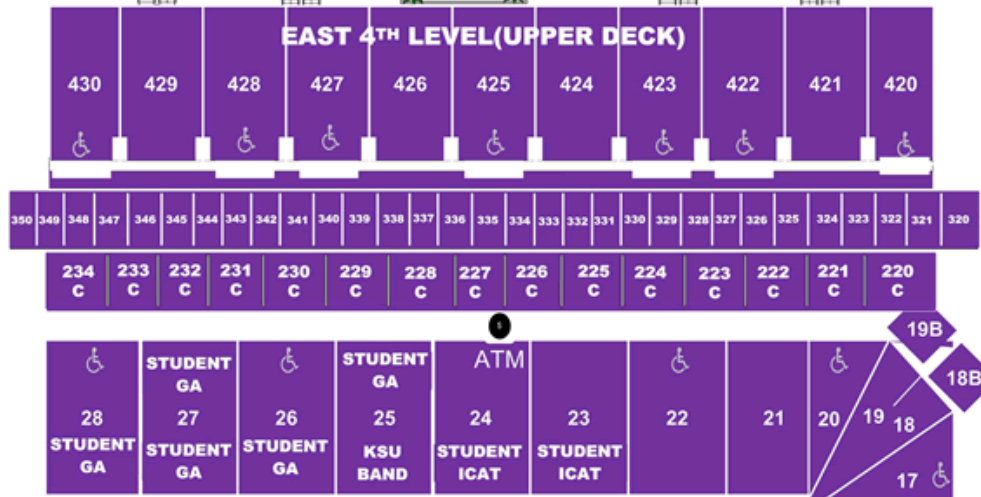 EAST 4TH LEVEL(UPPER DECK)
430 429 428 427 426 425 424 423 422 421 420
350 349 348 347 346 345 344 343 342 341 340 339 338 337 336 335 334 333 332 331 330 329 328 327 326 325 324 323 322 321 320
234 233 232 231 230 229 228 227 226 225 224 223 222 221 220
C C C C C C C C C C C C C C C
19B
ATM
STUDENT STUDENT
GA GA
18B
28 27 26 25 24 23 22 21 20 19 18
STUDENT STUDENT STUDENT KSU STUDENT STUDENT
GA GA GA BAND ICAT ICAT
17